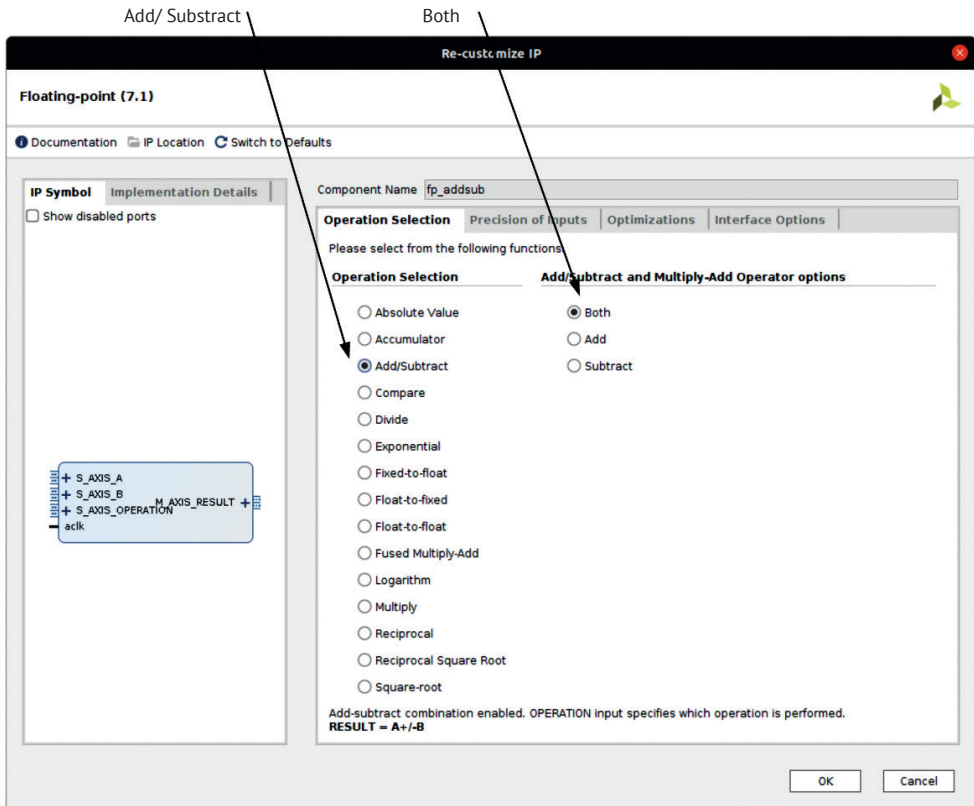 Add/ Substract
Both
Re-customize IP
Floating-point (7.1)
Documentation
IP Location
Switch to Defaults
IP Symbol
Implementation Details
Show disabled ports
S_AXIS_A
S_AXIS_B
S_AXIS_OPERATION
M_AXIS_RESULT
aclk
Component Name
fp_addsub
Operation Selection
Precision of Inputs
Optimizations
Interface Options
Please select from the following functions:
Operation Selection
Absolute Value
Accumulator
Add/Subtract
Compare
Divide
Exponential
Fixed-to-float
Float-to-fixed
Float-to-float
Fused Multiply-Add
Logarithm
Multiply
Reciprocal
Reciprocal Square Root
Square-root
Add/Subtract and Multiply-Add Operator options
Both
Add
Subtract
Add-subtract combination enabled. OPERATION input specifies which operation is performed.
RESULT = A+/-B
OK
Cancel